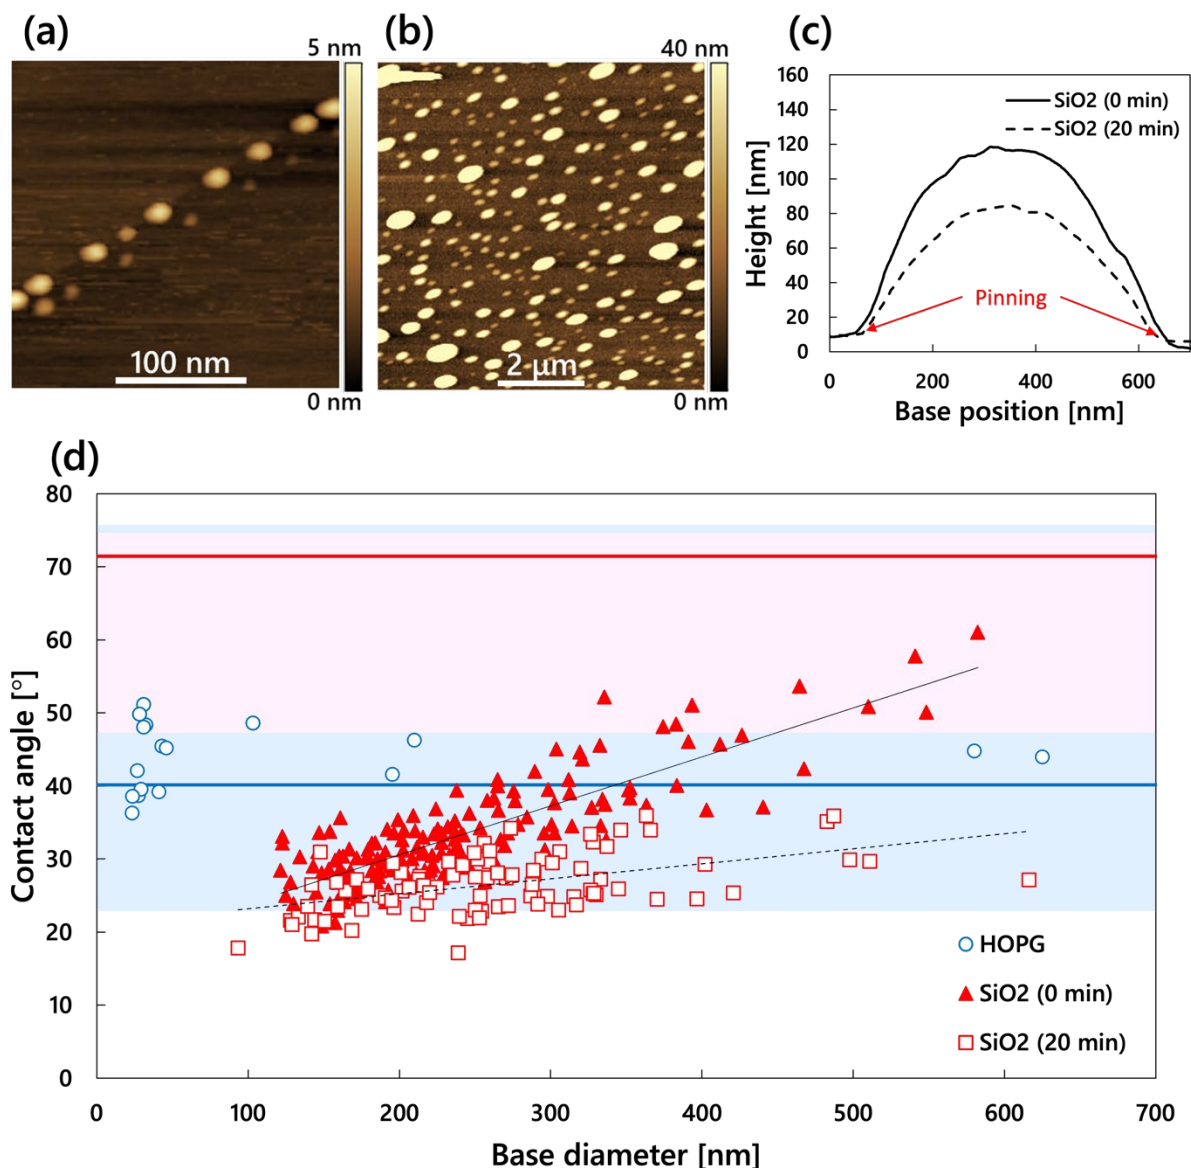 (a)
5 nm
100 nm
0 nm
(b)
40 nm
2 μm
0 nm
(c)
160
140
120
100
80
60
40
20
0
Height [nm]
SiO2 (0 min)
SiO2 (20 min)
Pinning
0 200 400 600
Base position [nm]
(d)
80
70
60
50
40
30
20
10
0
Contact angle [°]
HOPG
SiO2 (0 min)
SiO2 (20 min)
0 100 200 300 400 500 600 700
Base diameter [nm]